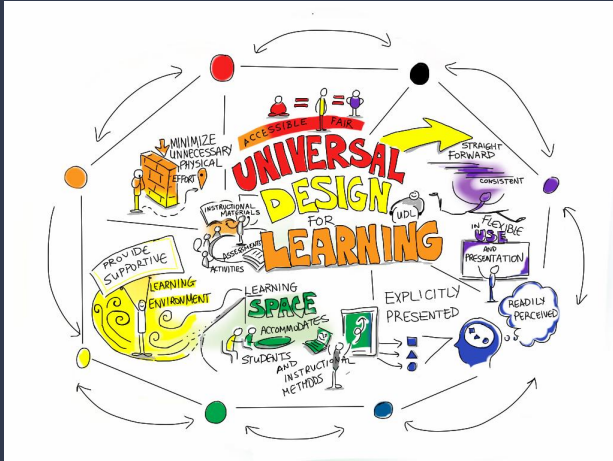 ACCESSIBLE FAIR
UNIVERSAL
DESIGN
FOR
LEARNING
UDL
STRAIGHT
FORWARD
CONSISTENT
FLEXIBLE
IN
USE
AND
PRESENTATION
READILY
PERCEIVED
EXPLICITLY
PRESENTED
LEARNING
SPACE
ACCOMMODATES
STUDENTS
AND
INSTRUCTIONAL
METHODS
PROVIDE
SUPPORTIVE
LEARNING
ENVIRONMENT
MINIMIZE
UNNECESSARY
PHYSICAL
EFFORT
INSTRUCTIONAL
MATERIALS
ASSESSMENTS
ACTIVITIES